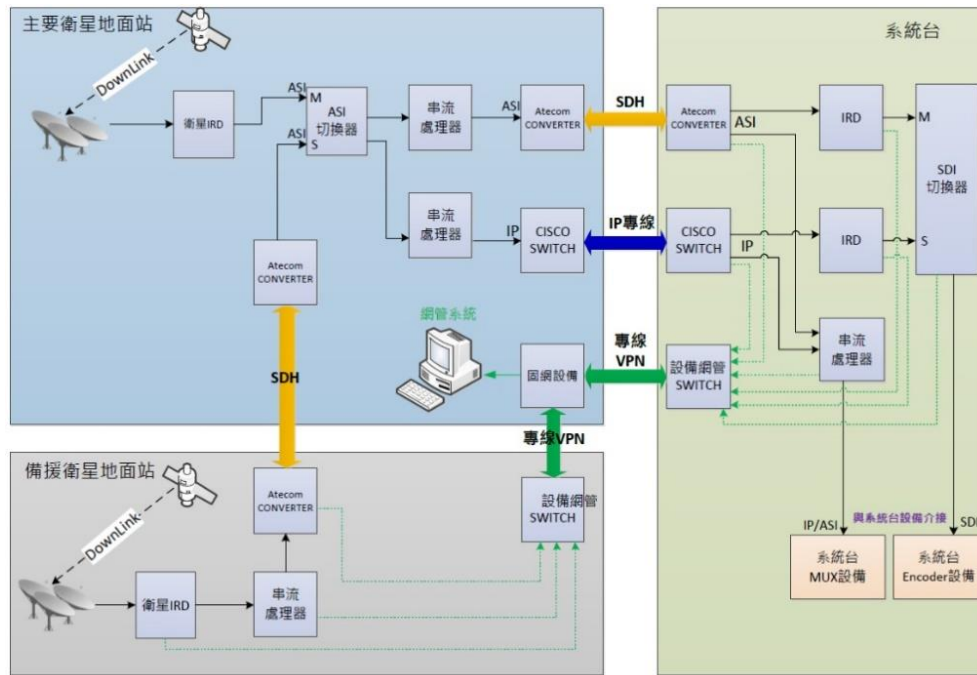 主要衛星地面站
DownLink
衛星IRD
ASI
M
ASI
S
ASI
切換器
串流
處理器
ASI
Atecom
CONVERTER
串流
處理器
IP
CISCO
SWITCH
Atecom
CONVERTER
網管系統
固網設備
SDH
SDH
IP專線
專線
VPN
專線VPN
系統台
Atecom
CONVERTER
ASI
IRD
M
SDI
切換器
CISCO
SWITCH
IP
IRD
S
設備網管
SWITCH
串流
處理器
與系統台設備介接
IP/ASI
SDI
系統台
MUX設備
系統台
Encoder設備
備援衛星地面站
DownLink
衛星IRD
Atecom
CONVERTER
串流
處理器
設備網管
SWITCH